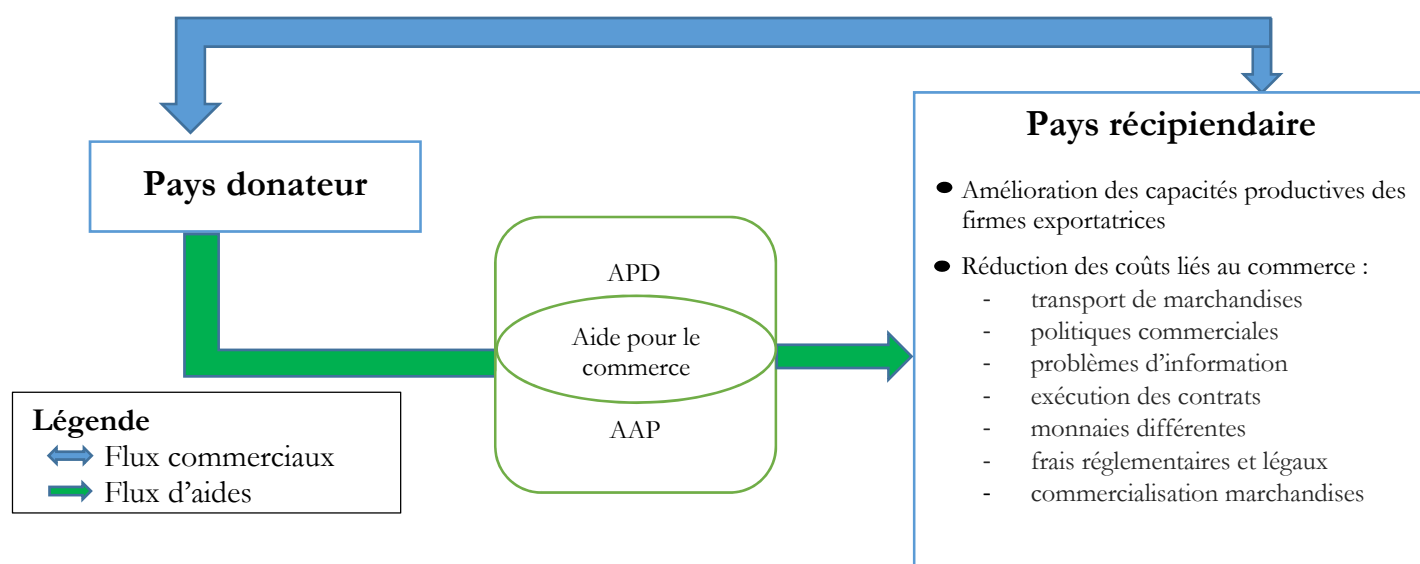 Pays donateur
APD
Aide pour le
commerce
AAP
Pays récipiendaire
● Amélioration des capacités productives des
firmes exportatrices
● Réduction des coûts liés au commerce :
- transport de marchandises
- politiques commerciales
- problèmes d'information
- exécution des contrats
- monnaies différentes
- frais réglementaires et légaux
- commercialisation marchandises
Légende
Flux commerciaux
Flux d'aides